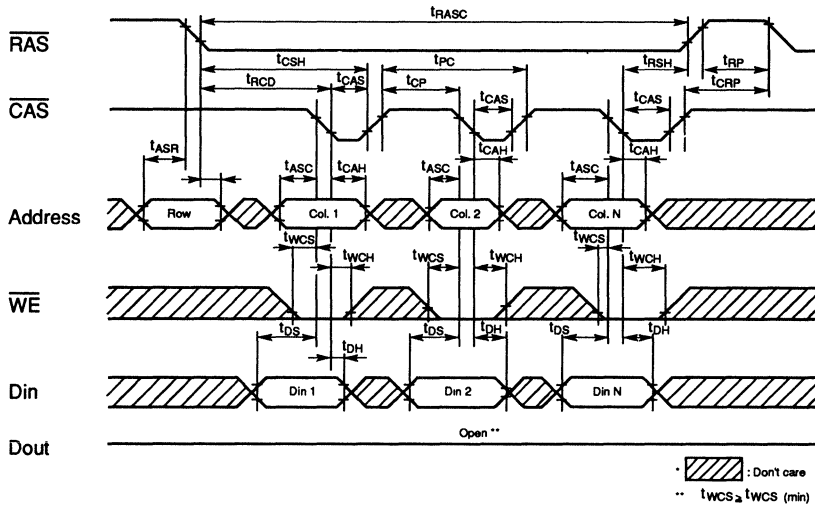 tRASC
RAS
tCSH
tPC
tRSH
tRP
tRCD
tCAS
tCP
tCAS
tCAS
tCRP
CAS
tASR
tASC
tCAH
tASC
tCAH
tASC
tCAH
Address
Row
Col. 1
Col. 2
Col. N
tWCS
tWCH
tWCS
tWCH
tWCS
tWCH
WE
tDS
tDH
tDS
tDH
tDS
tDH
Din
Din 1
Din 2
Din N
Dout
Open **
* : Don't care
** tWCS ≥ tWCS (min)